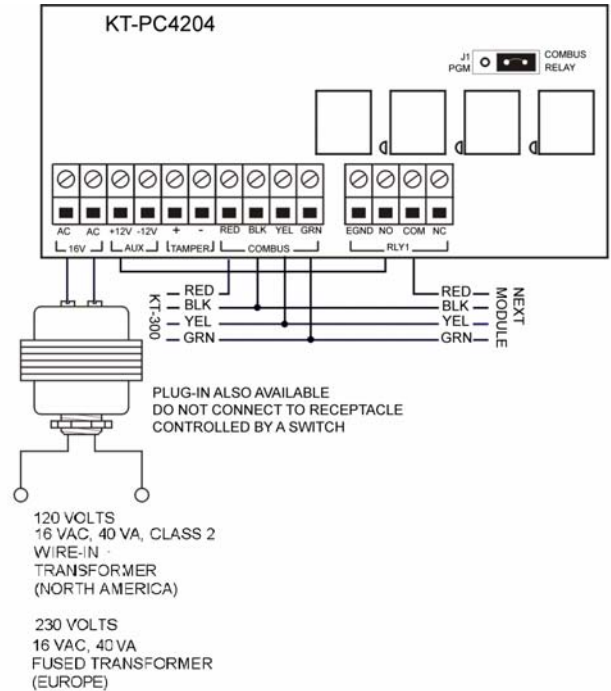 KT-PC4204
J1
PGM
COMBUS
RELAY
AC AC +12V -12V + - RED BLK YEL GRN
EGND NO COM NC
16V AUX TAMPER COMBUS
RLY1
KT-300
RED
BLK
YEL
GRN
RED
BLK
YEL
GRN
NEXT
MODULE
PLUG-IN ALSO AVAILABLE
DO NOT CONNECT TO RECEPTACLE
CONTROLLED BY A SWITCH
120 VOLTS
16 VAC, 40 VA, CLASS 2
WIRE-IN
TRANSFORMER
(NORTH AMERICA)
230 VOLTS
16 VAC, 40 VA
FUSED TRANSFORMER
(EUROPE)